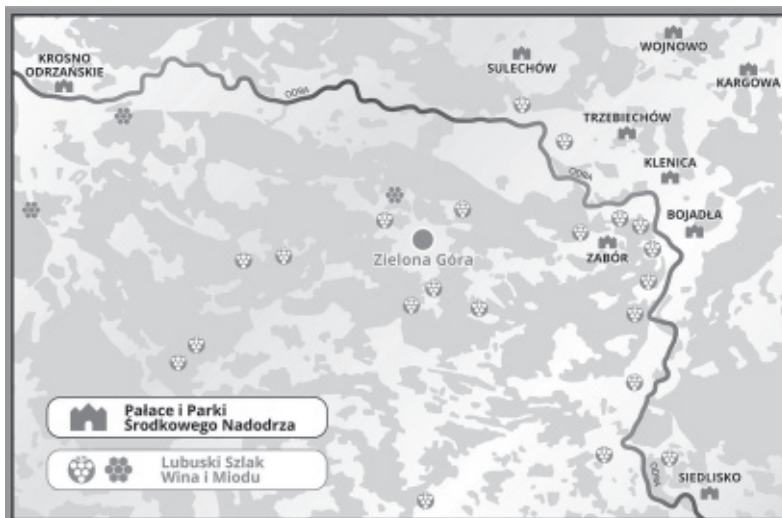 WOJNOWO
KROSNO
ODRZAŃSKIE
SULECHÓW
KARGOWA
ODRA
TRZEBIECHÓW
KLENICA
ODRA
BOJADŁA
Zielona Góra
ZABÓR
Pałace i Parki
Środkowego Nadodrza
Lubuski Szlak
Wina i Miodu
ODRA
SIEDLISKO